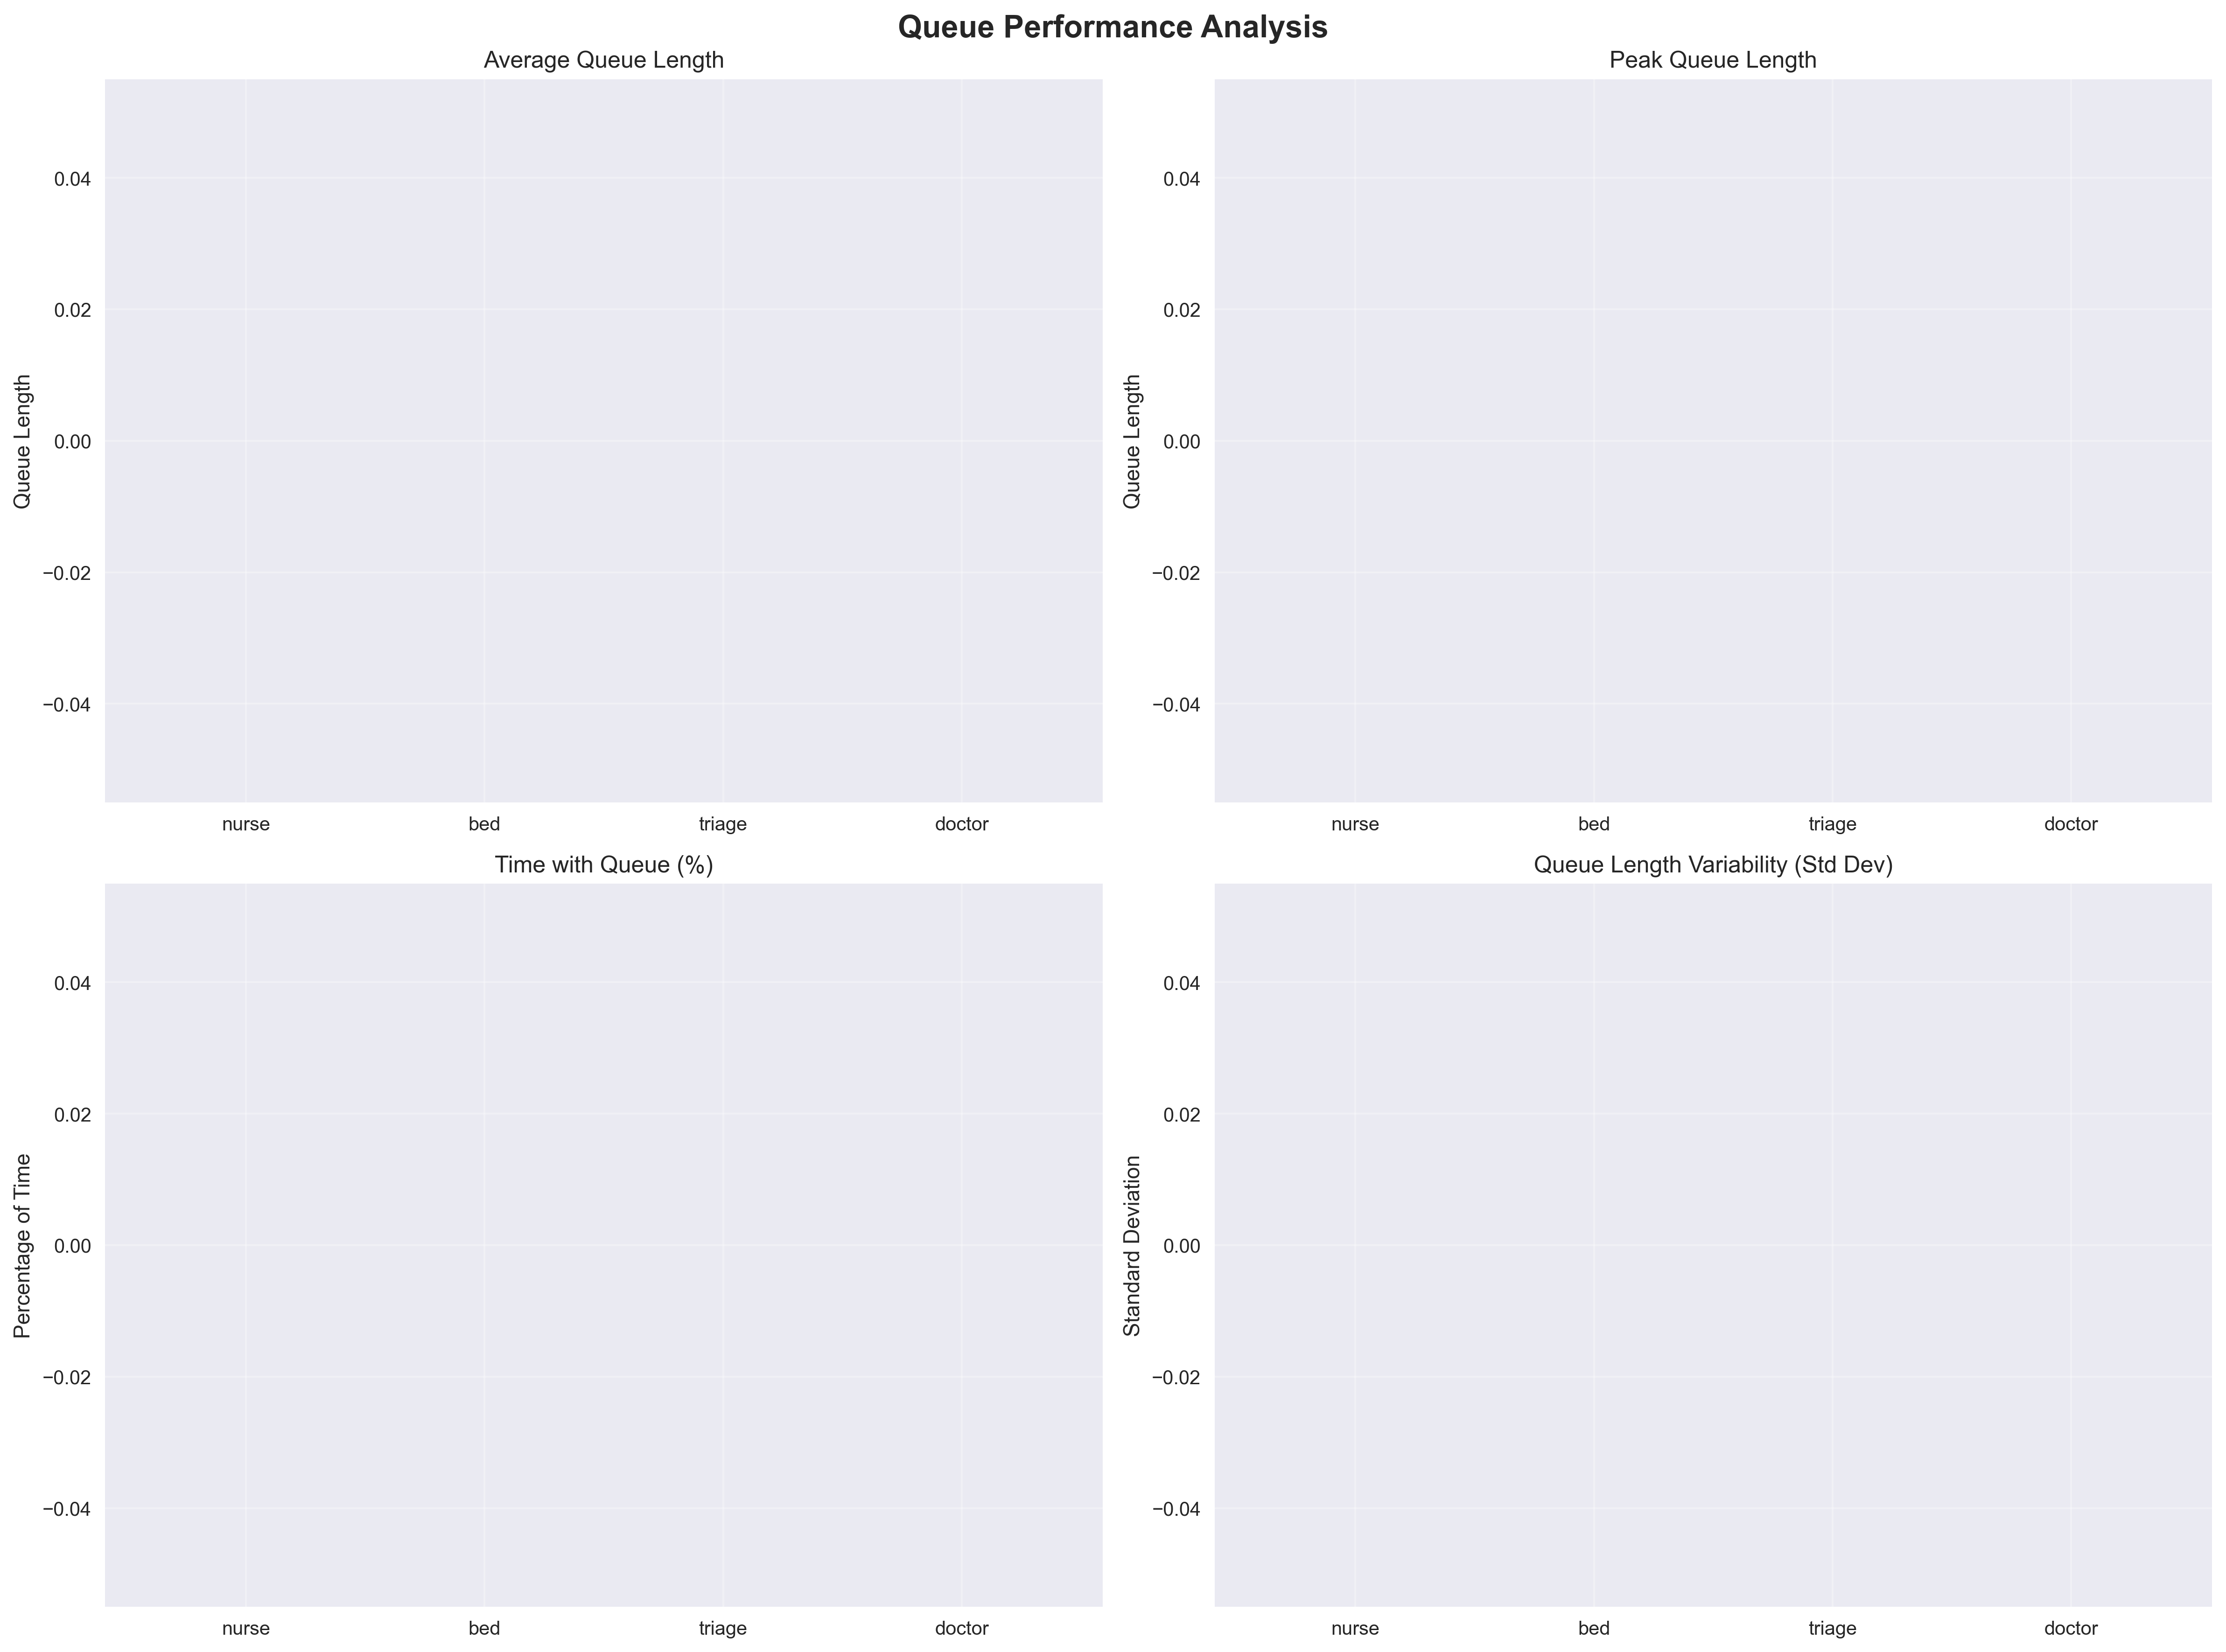 Queue Performance Analysis
Average Queue Length
Queue Length
0.04
0.02
0.00
−0.02
−0.04
nurse bed triage doctor
Peak Queue Length
Queue Length
0.04
0.02
0.00
−0.02
−0.04
nurse bed triage doctor
Time with Queue (%)
Percentage of Time
0.04
0.02
0.00
−0.02
−0.04
nurse bed triage doctor
Queue Length Variability (Std Dev)
Standard Deviation
0.04
0.02
0.00
−0.02
−0.04
nurse bed triage doctor